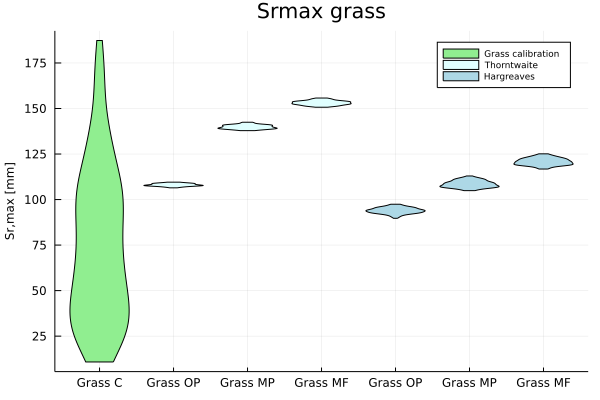 Srmax grass
Sr,max [mm]
175
150
125
100
75
50
25
Grass calibration
Thorntwaite
Hargreaves
Grass C Grass OP Grass MP Grass MF Grass OP Grass MP Grass MF